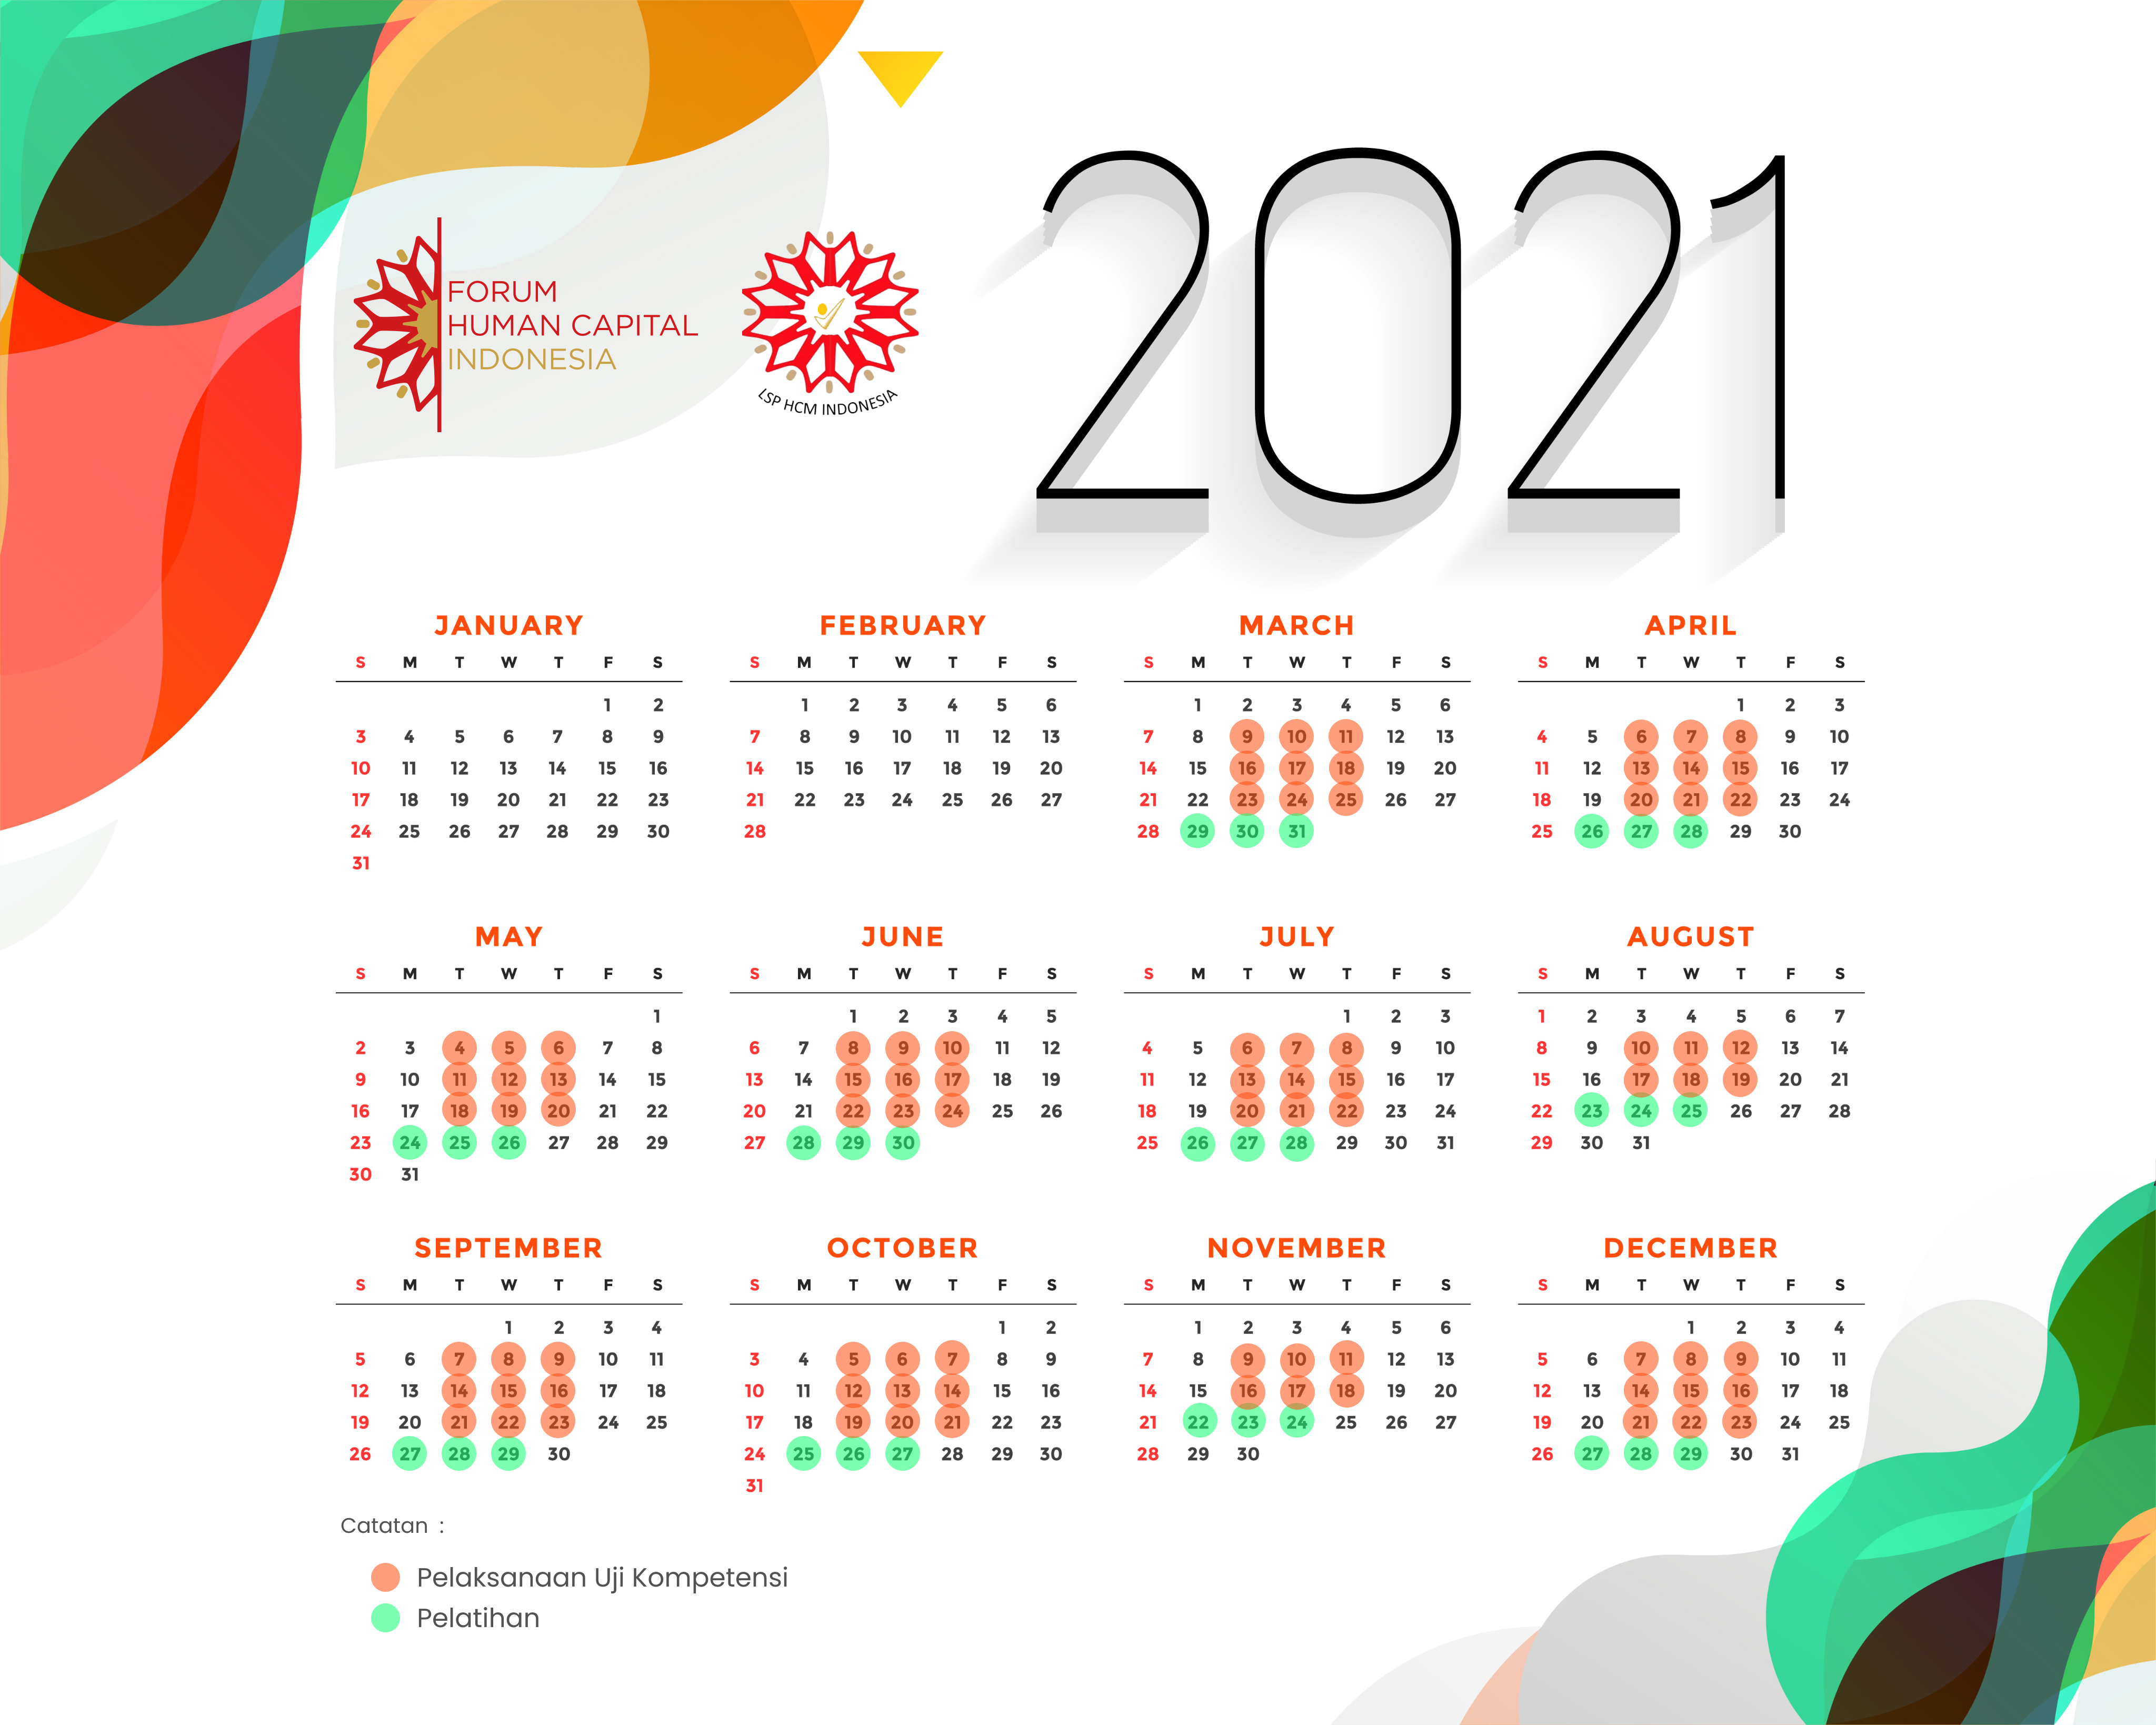 2021
FORUM
HUMAN CAPITAL
INDONESIA
LSP HCM INDONESIA
JANUARY
S M T W T F S
1 2
3 4 5 6 7 8 9
10 11 12 13 14 15 16
17 18 19 20 21 22 23
24 25 26 27 28 29 30
31
FEBRUARY
S M T W T F S
1 2 3 4 5 6
7 8 9 10 11 12 13
14 15 16 17 18 19 20
21 22 23 24 25 26 27
28
MARCH
S M T W T F S
1 2 3 4 5 6
7 8 9 10 11 12 13
14 15 16 17 18 19 20
21 22 23 24 25 26 27
28 29 30 31
APRIL
S M T W T F S
1 2 3
4 5 6 7 8 9 10
11 12 13 14 15 16 17
18 19 20 21 22 23 24
25 26 27 28 29 30
MAY
S M T W T F S
1
2 3 4 5 6 7 8
9 10 11 12 13 14 15
16 17 18 19 20 21 22
23 24 25 26 27 28 29
30 31
JUNE
S M T W T F S
1 2 3 4 5
6 7 8 9 10 11 12
13 14 15 16 17 18 19
20 21 22 23 24 25 26
27 28 29 30
JULY
S M T W T F S
1 2 3
4 5 6 7 8 9 10
11 12 13 14 15 16 17
18 19 20 21 22 23 24
25 26 27 28 29 30 31
AUGUST
S M T W T F S
1 2 3 4 5 6 7
8 9 10 11 12 13 14
15 16 17 18 19 20 21
22 23 24 25 26 27 28
29 30 31
SEPTEMBER
S M T W T F S
1 2 3 4
5 6 7 8 9 10 11
12 13 14 15 16 17 18
19 20 21 22 23 24 25
26 27 28 29 30
OCTOBER
S M T W T F S
1 2
3 4 5 6 7 8 9
10 11 12 13 14 15 16
17 18 19 20 21 22 23
24 25 26 27 28 29 30
31
NOVEMBER
S M T W T F S
1 2 3 4 5 6
7 8 9 10 11 12 13
14 15 16 17 18 19 20
21 22 23 24 25 26 27
28 29 30
DECEMBER
S M T W T F S
1 2 3 4
5 6 7 8 9 10 11
12 13 14 15 16 17 18
19 20 21 22 23 24 25
26 27 28 29 30 31
Catatan :
Pelaksanaan Uji Kompetensi
Pelatihan